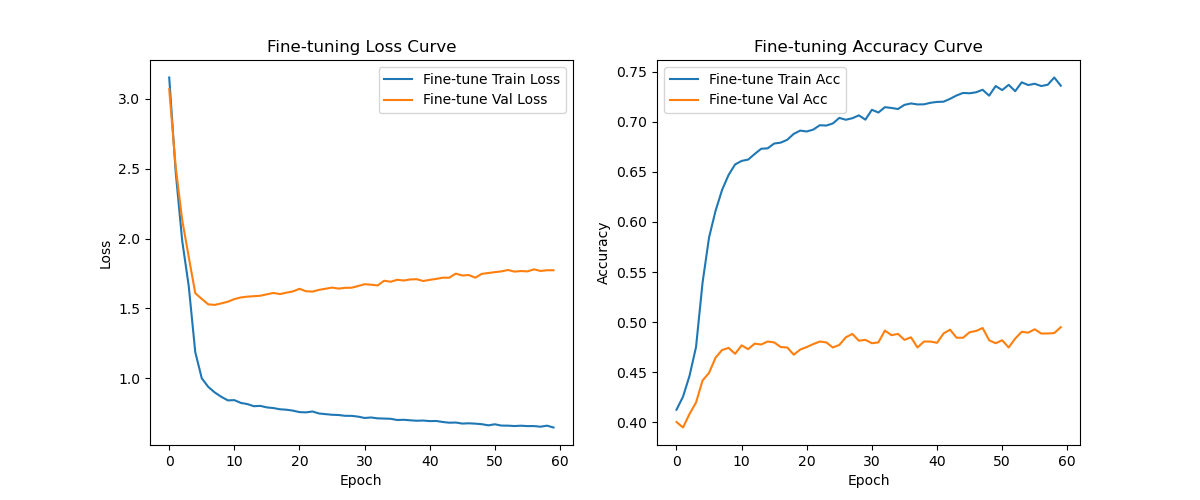 Fine-tuning Loss Curve
Fine-tune Train Loss
Fine-tune Val Loss
3.0
2.5
2.0
1.5
1.0
Loss
0 10 20 30 40 50 60
Epoch
Fine-tuning Accuracy Curve
Fine-tune Train Acc
Fine-tune Val Acc
0.75
0.70
0.65
0.60
0.55
0.50
0.45
0.40
Accuracy
0 10 20 30 40 50 60
Epoch